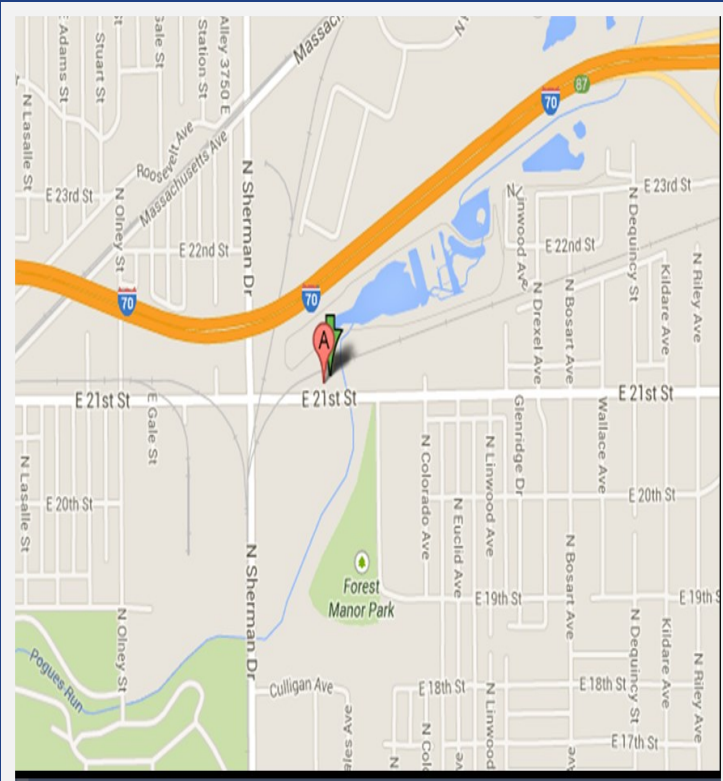 Massach
N Lasalle St
E Adams St
Stuart St
Gale St
Station St
Alley 3750 E
70
87
Roosevelt Ave
Massachusetts Ave
E 23rd St
N Olney St
N Sherman Dr
E 22nd St
E 23rd St
N Linwood Ave
E 22nd St
N Dequincy St
N Drexel Ave
N Bosart Ave
Kildare Ave
N Riley Ave
70
70
A
E 21st St
E 21st St
E 21st St
E Gale St
N Lasalle St
E 20th St
N Colorado Ave
N Euclid Ave
N Linwood Ave
Glenridge Dr
Wallace Ave
E 20th St
N Bosart Ave
N Sherman Dr
Forest
Manor Park
E 19th St
E 19th S
N Olney St
Pogues Run
Culligan Ave
E 18th St
E 18th St
N Dequincy St
Kildare Ave
N Riley Ave
N Linwood
N Colo
N
E 17th St